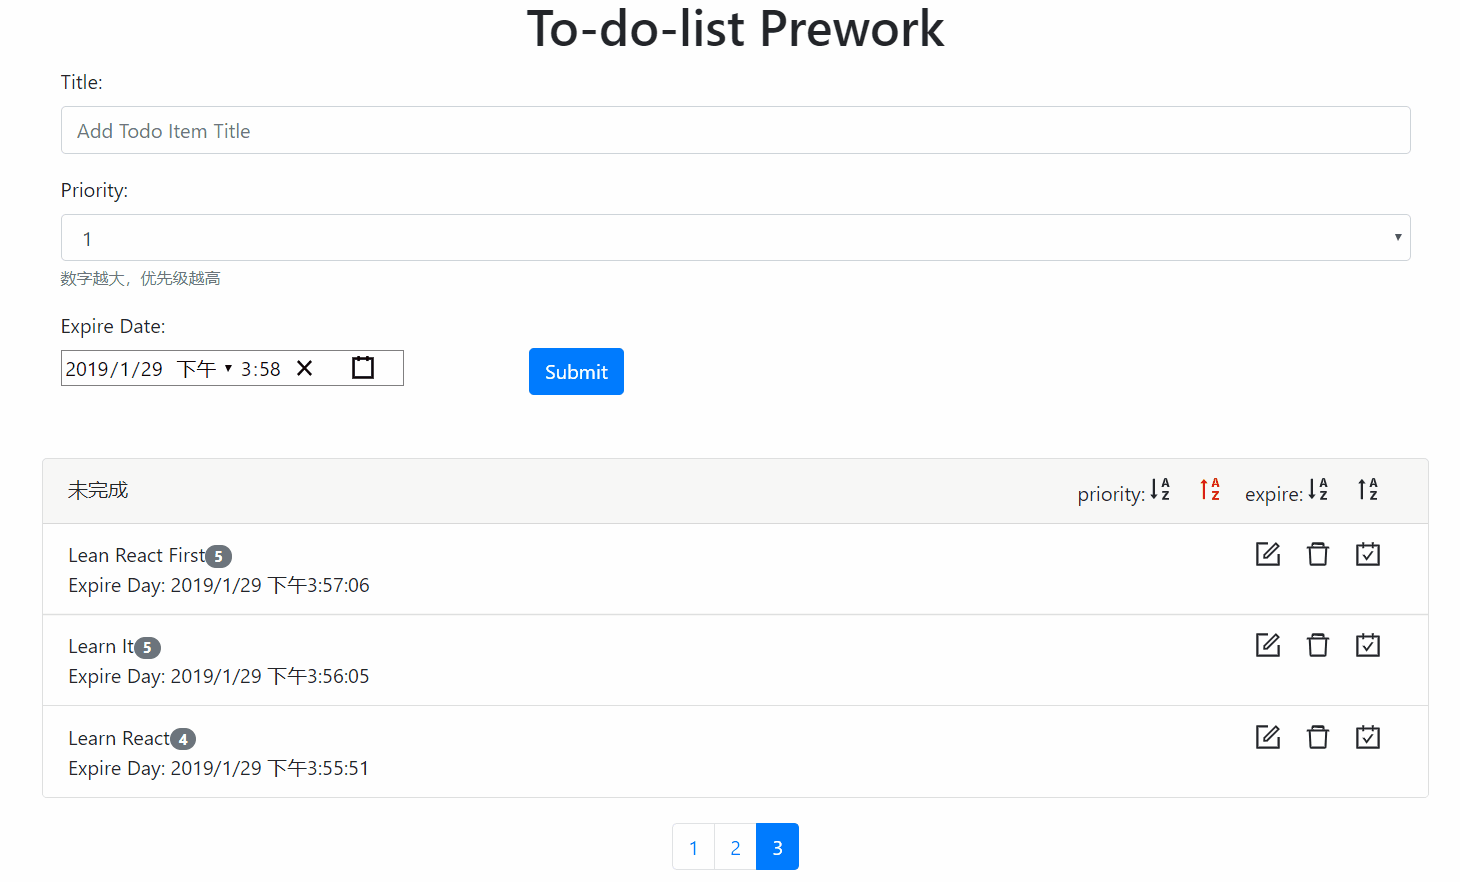 To-do-list Prework
Title:
Add Todo Item Title
Priority:
1
数字越大，优先级越高
Expire Date:
2019/1/29 下午 3:58
Submit
未完成
priority: A Z A Z expire: A Z A Z
Lean React First 5
Expire Day: 2019/1/29 下午3:57:06
Learn It 5
Expire Day: 2019/1/29 下午3:56:05
Learn React 4
Expire Day: 2019/1/29 下午3:55:51
1 2 3